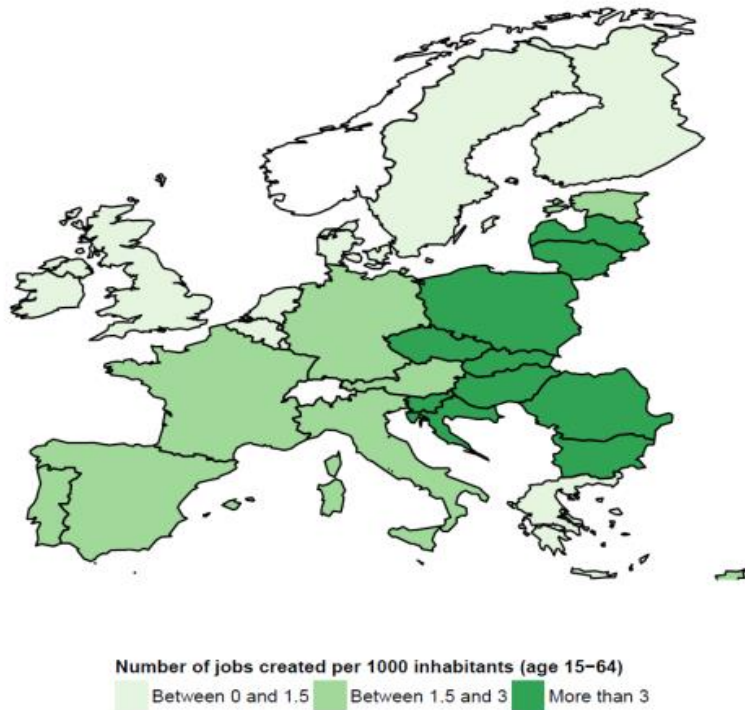 Number of jobs created per 1000 inhabitants (age 15−64)
Between 0 and 1.5 Between 1.5 and 3 More than 3